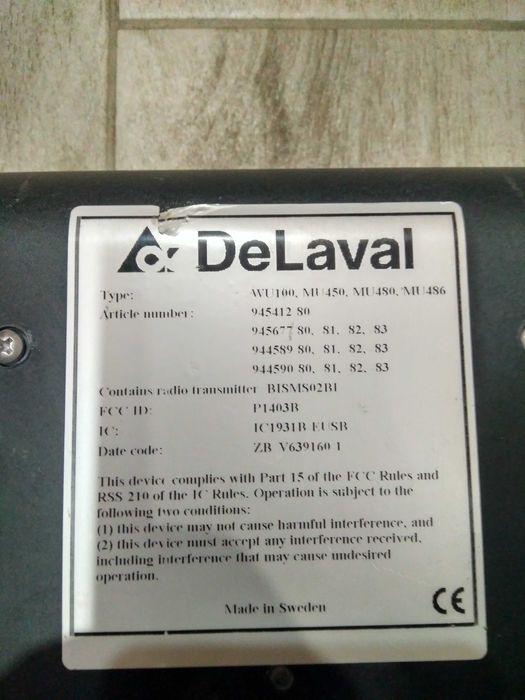 DeLaval
Type: WU100, MU450, MU480, MU486
Article number: 945412 80
945677 80, 81, 82, 83
944589 80, 81, 82, 83
944590 80, 81, 82, 83
Contains radio transmitter BISMS02BI
FCC ID: P1403B
IC: IC1931B EUSB
Date code: ZB V639160 1
This device complies with Part 15 of the FCC Rules and
RSS 210 of the IC Rules. Operation is subject to the
following two conditions:
(1) this device may not cause harmful interference, and
(2) this device must accept any interference received,
including interference that may cause undesired
operation.
Made in Sweden CE